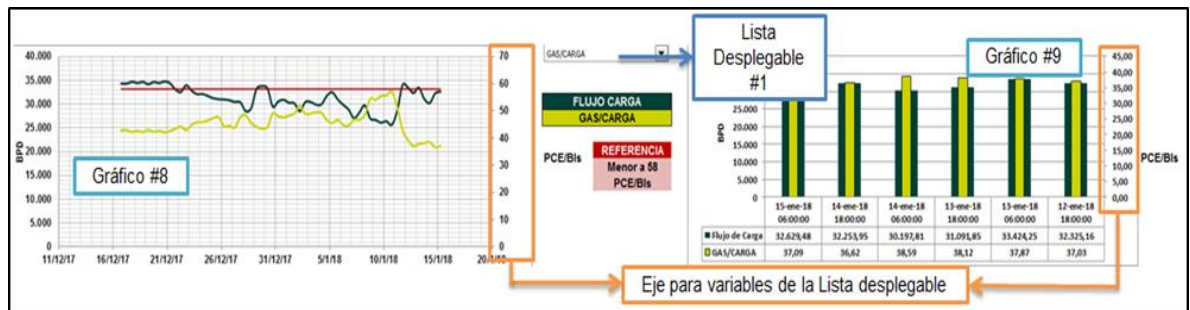 40.000
35.000
30.000
25.000
20.000
15.000
10.000
5.000
0
BPD
11/12/17 16/12/17 21/12/17 26/12/17 31/12/17 5/1/18 10/1/18 15/1/18
70
60
50
40
30
20
10
0
Gráfico #8
GAS/CARGA
FLUJO CARGA
GAS/CARGA
PCE/Bls
REFERENCIA
Menor a 58
PCE/Bls
Lista
Desplegable
#1
Gráfico #9
25.000
20.000
15.000
10.000
5.000
BPD
45,00
40,00
35,00
30,00
25,00
20,00
15,00
10,00
5,00
0,00
PCE/Bls
15-ene-18 14-ene-18 14-ene-18 13-ene-18 13-ene-18 12-ene-18
06:00:00 18:00:00 06:00:00 18:00:00 06:00:00 18:00:00
Flujo de Carga 32.629,48 32.253,95 30.197,81 31.091,85 33.424,25 32.325,16
GAS/CARGA 37,09 36,62 38,59 38,12 37,87 37,03
Eje para variables de la Lista desplegable